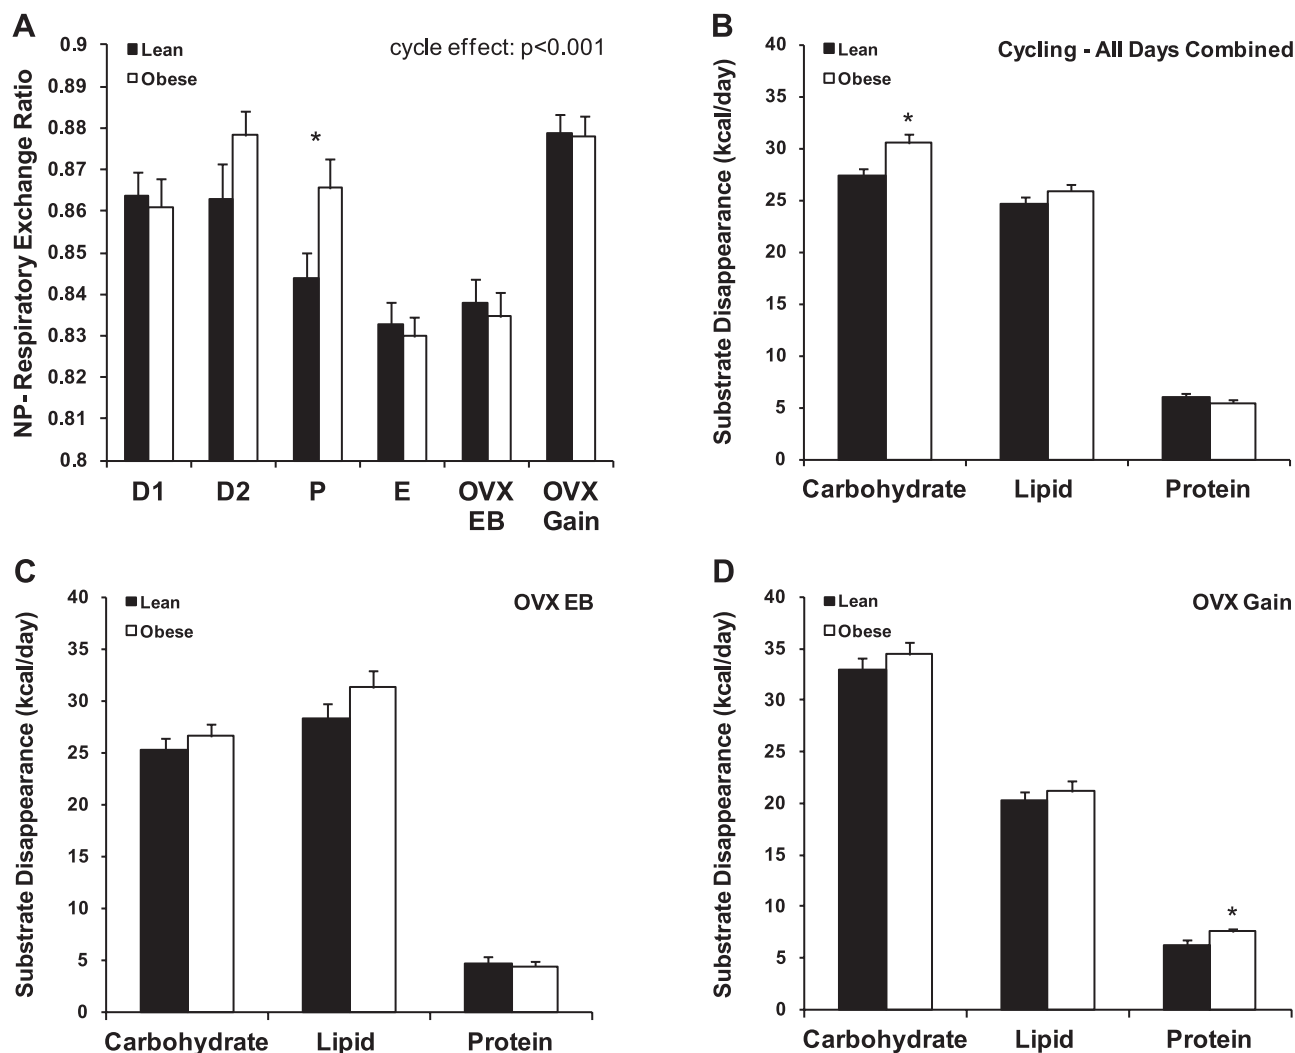 A
NP- Respiratory Exchange Ratio
0.9
0.89
0.88
0.87
0.86
0.85
0.84
0.83
0.82
0.81
0.8
Lean
Obese
cycle effect: p<0.001
*
D1 D2 P E OVX EB OVX Gain
B
Substrate Disappearance (kcal/day)
40
35
30
25
20
15
10
5
0
Lean
Obese
Cycling - All Days Combined
*
Carbohydrate Lipid Protein
C
Substrate Disappearance (kcal/day)
40
35
30
25
20
15
10
5
0
Lean
Obese
OVX EB
Carbohydrate Lipid Protein
D
Substrate Disappearance (kcal/day)
40
35
30
25
20
15
10
5
0
Lean
Obese
OVX Gain
*
Carbohydrate Lipid Protein